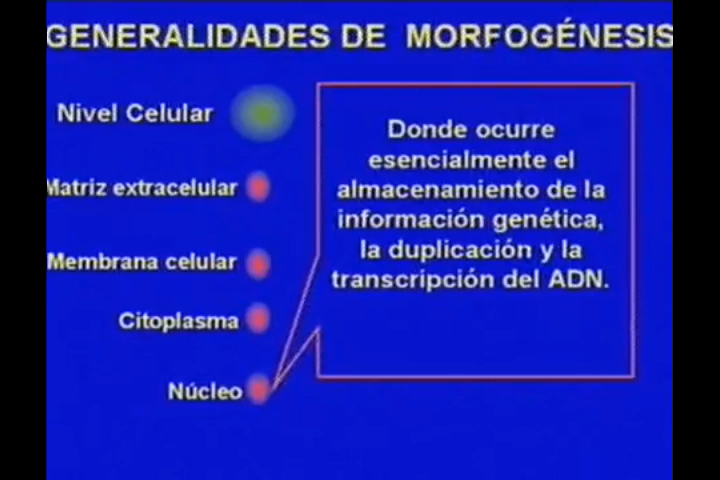 GENERALIDADES DE MORFOGÉNESIS
Nivel Celular
Matriz extracelular
Membrana celular
Citoplasma
Núcleo
Donde ocurre
esencialmente el
almacenamiento de la
información genética,
la duplicación y la
transcripción del ADN.